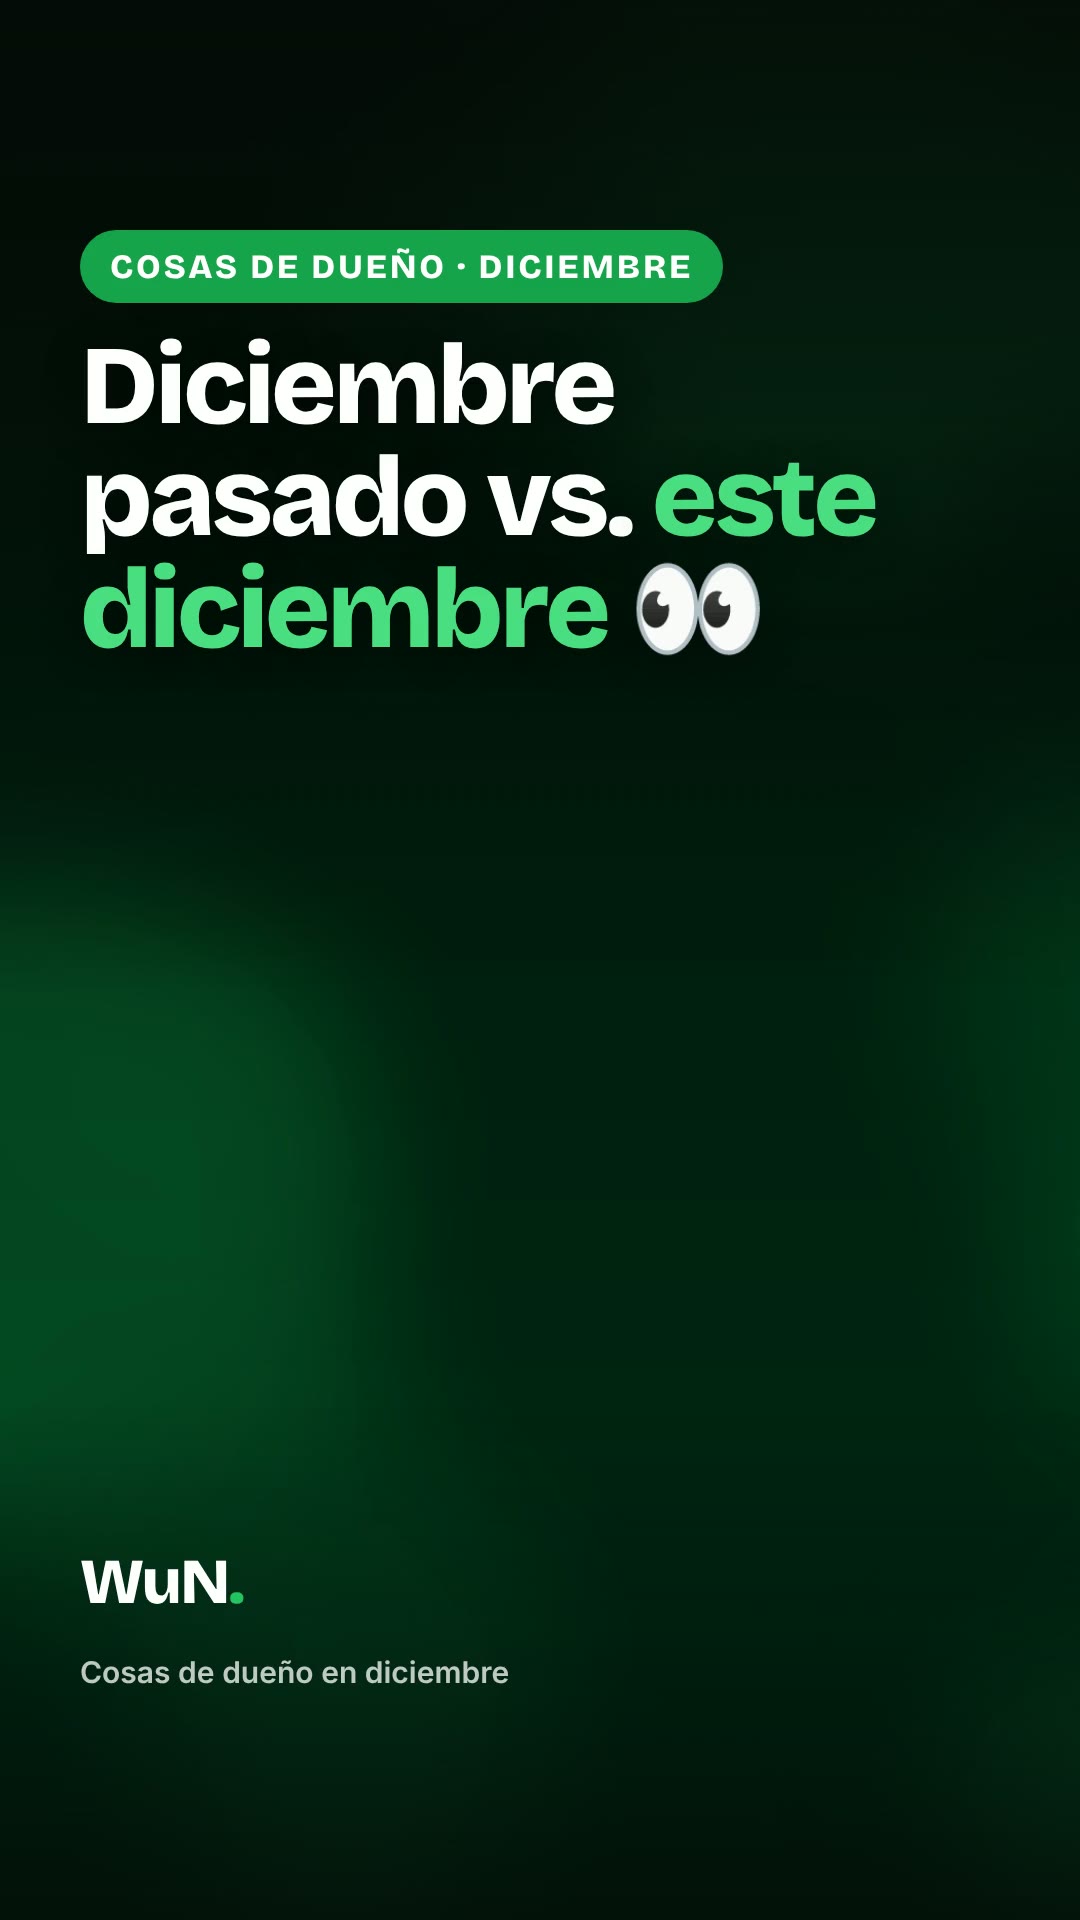 COSAS DE DUEÑO · DICIEMBRE
Diciembre
pasado vs. este
diciembre 👀
WuN.
Cosas de dueño en diciembre